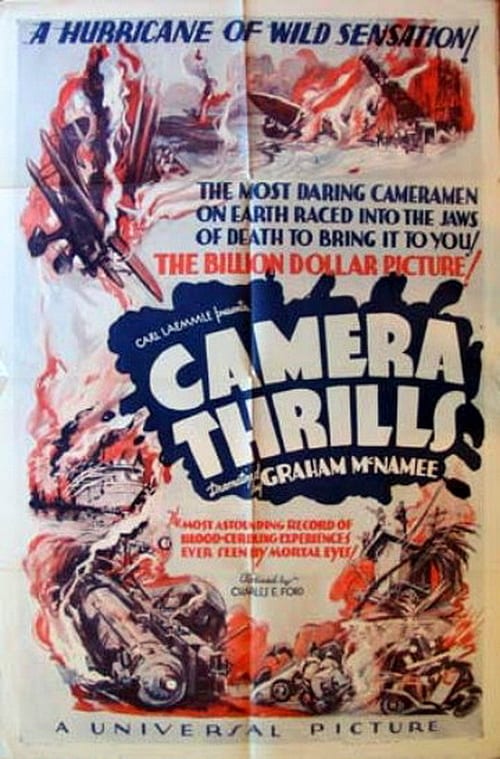 A HURRICANE OF WILD SENSATION!
THE MOST DARING CAMERAMEN
ON EARTH RACED INTO THE JAWS
OF DEATH TO BRING IT TO YOU!
THE BILLION DOLLAR PICTURE!
CARL LAEMMLE presents
CAMERA
THRILLS
Dramatized by GRAHAM McNAMEE
The MOST ASTOUNDING RECORD OF
BLOOD-CURDLING EXPERIENCES
EVER SEEN BY MORTAL EYES!
by
CHARLES E. FORD
A UNIVERSAL PICTURE